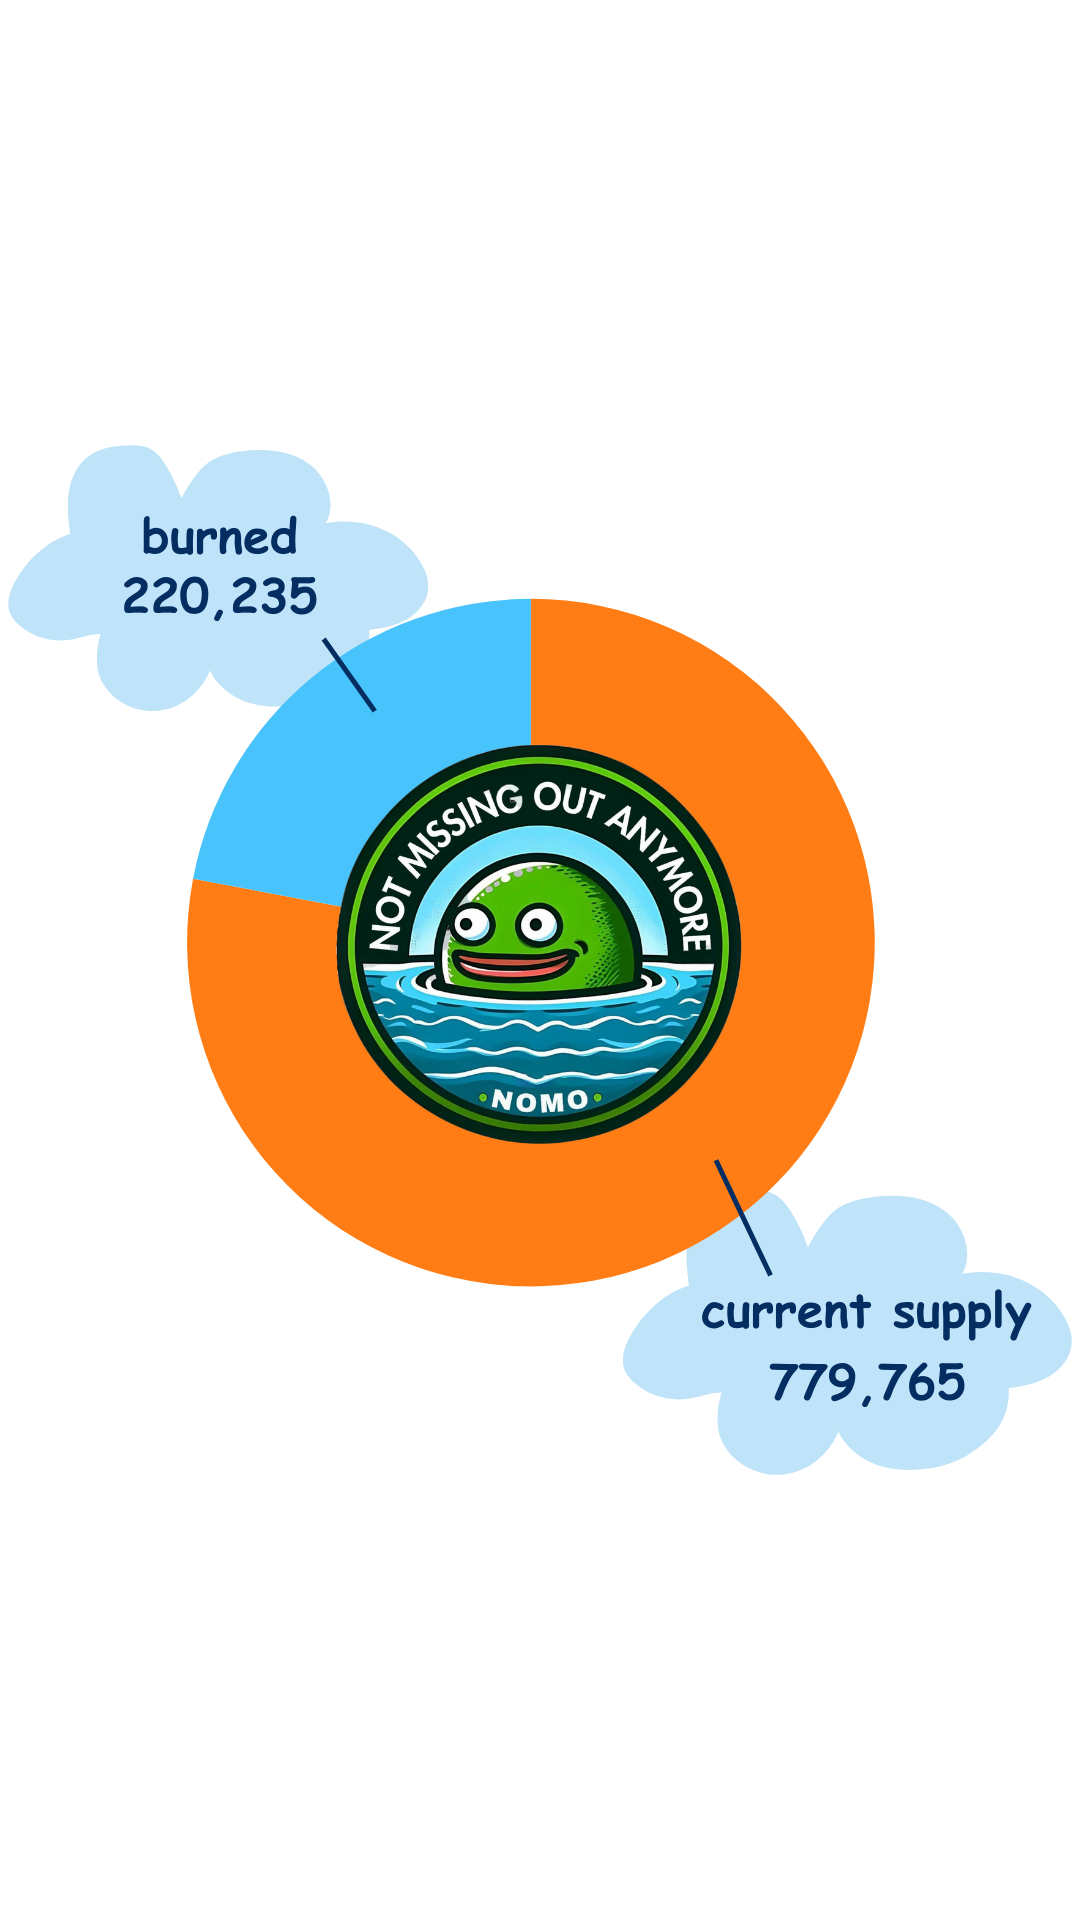 burned
220,235
NOT MISSING OUT ANYMORE
NOMO
current supply
779,765